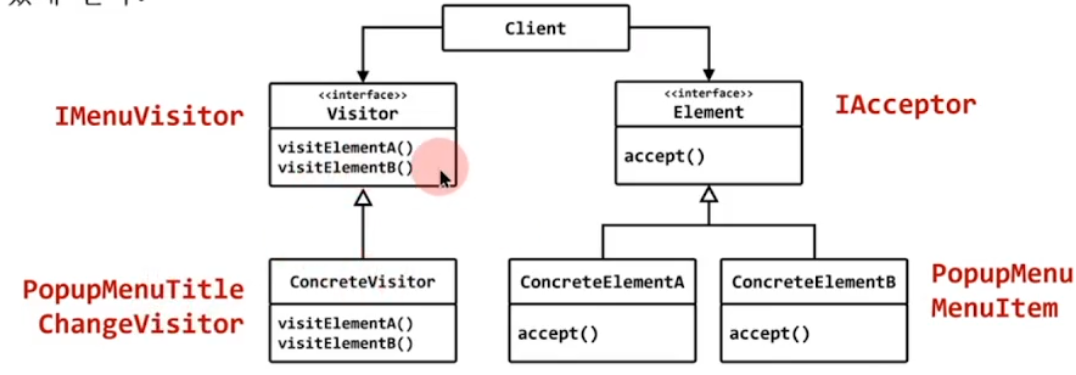 Client
IMenuVisitor
<<interface>>
Visitor
visitElementA()
visitElementB()
<<interface>>
Element
accept()
IAcceptor
PopupMenuTitle
ChangeVisitor
ConcreteVisitor
visitElementA()
visitElementB()
ConcreteElementA
accept()
ConcreteElementB
accept()
PopupMenu
MenuItem